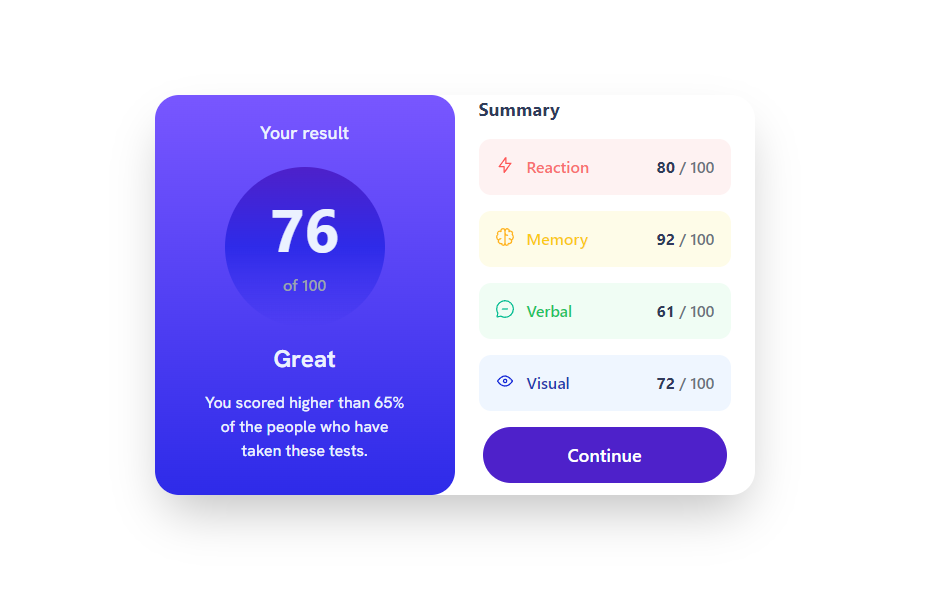 Your result
76
of 100
Great
You scored higher than 65%
of the people who have
taken these tests.
Summary
Reaction 80 / 100
Memory 92 / 100
Verbal 61 / 100
Visual 72 / 100
Continue